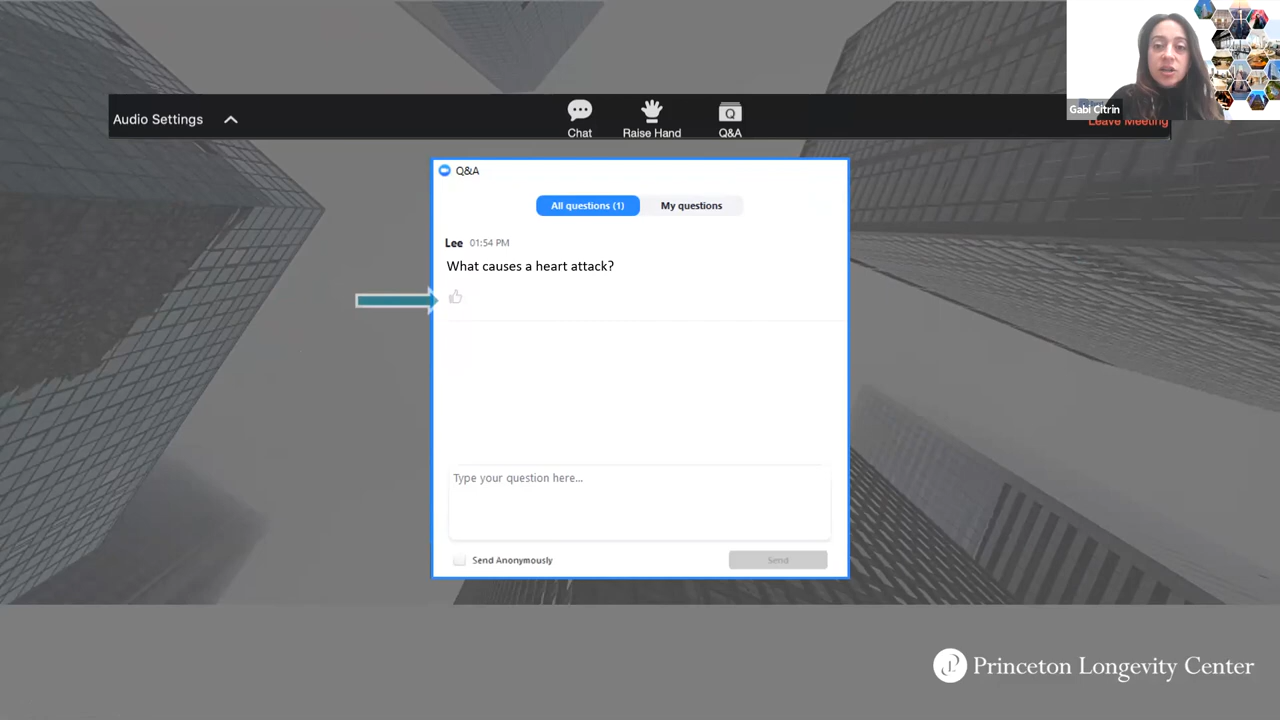 Gabi Citrin
Audio Settings
Chat
Raise Hand
Q&A
Leave Meeting
Q&A
All questions (1)
My questions
Lee 01:54 PM
What causes a heart attack?
Type your question here...
Send Anonymously
Send
Princeton Longevity Center